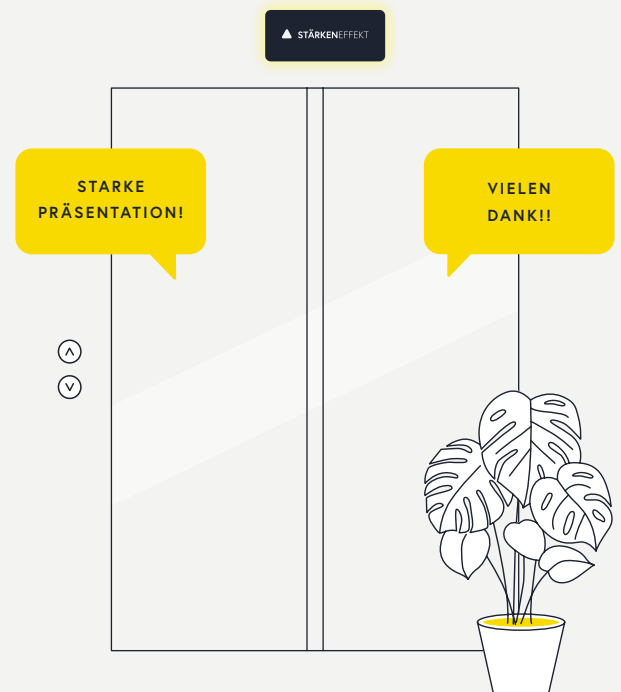 STÄRKENEFFEKT
STARKE
PRÄSENTATION!
VIELEN
DANK!!